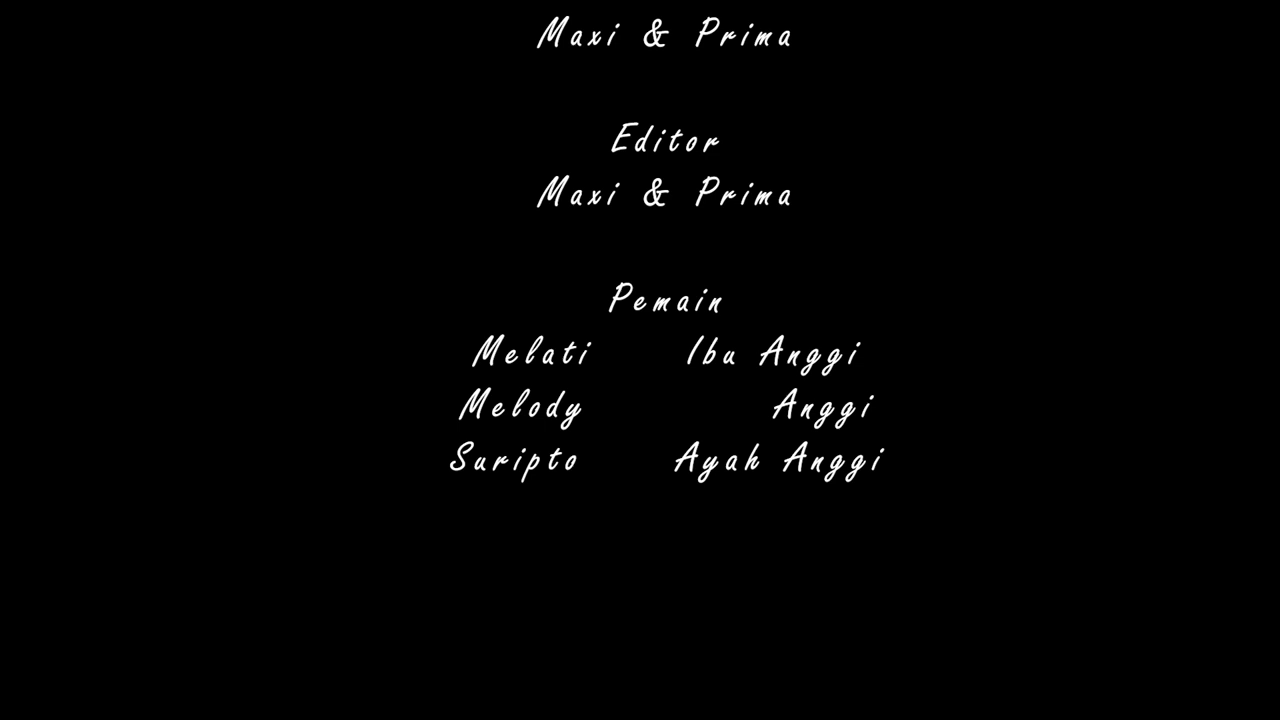 Maxi & Prima
Editor
Maxi & Prima
Pemain
Melati Ibu Anggi
Melody Anggi
Suripto Ayah Anggi